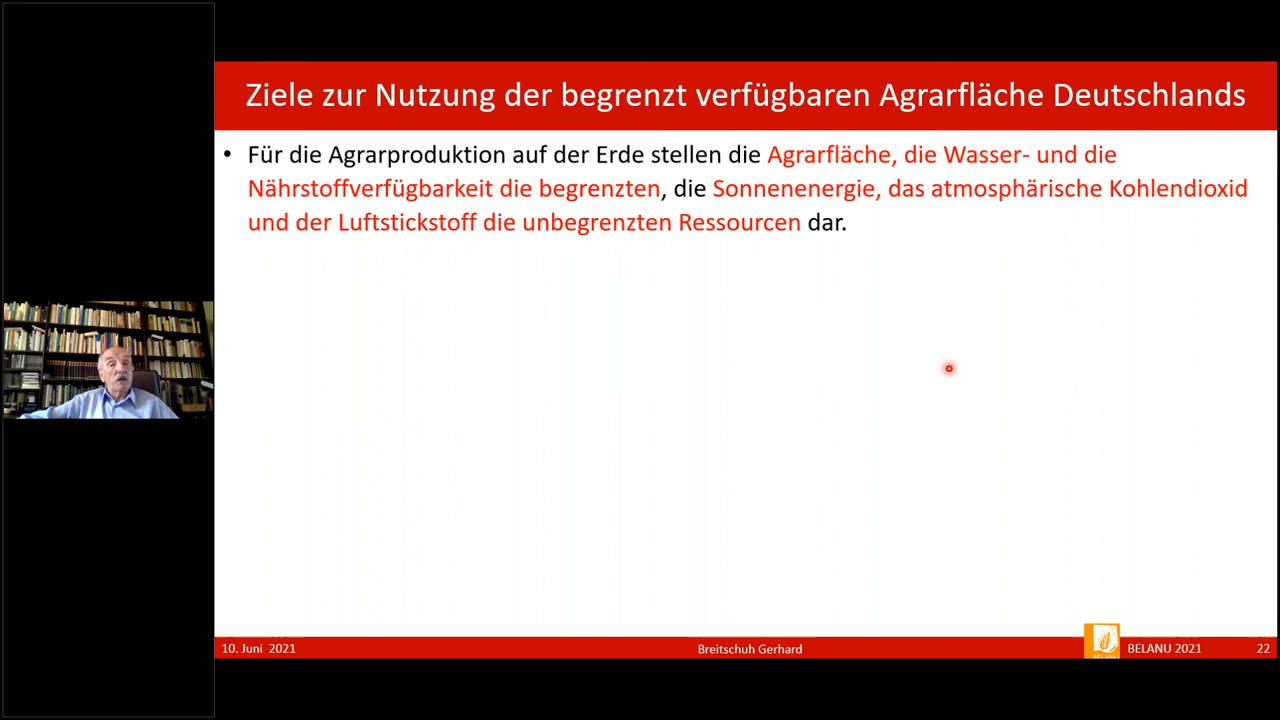 Ziele zur Nutzung der begrenzt verfügbaren Agrarfläche Deutschlands
• Für die Agrarproduktion auf der Erde stellen die Agrarfläche, die Wasser- und die
Nährstoffverfügbarkeit die begrenzten, die Sonnenenergie, das atmosphärische Kohlendioxid
und der Luftstickstoff die unbegrenzten Ressourcen dar.
10. Juni 2021
Breitschuh Gerhard
BELANU
BELANU 2021
22